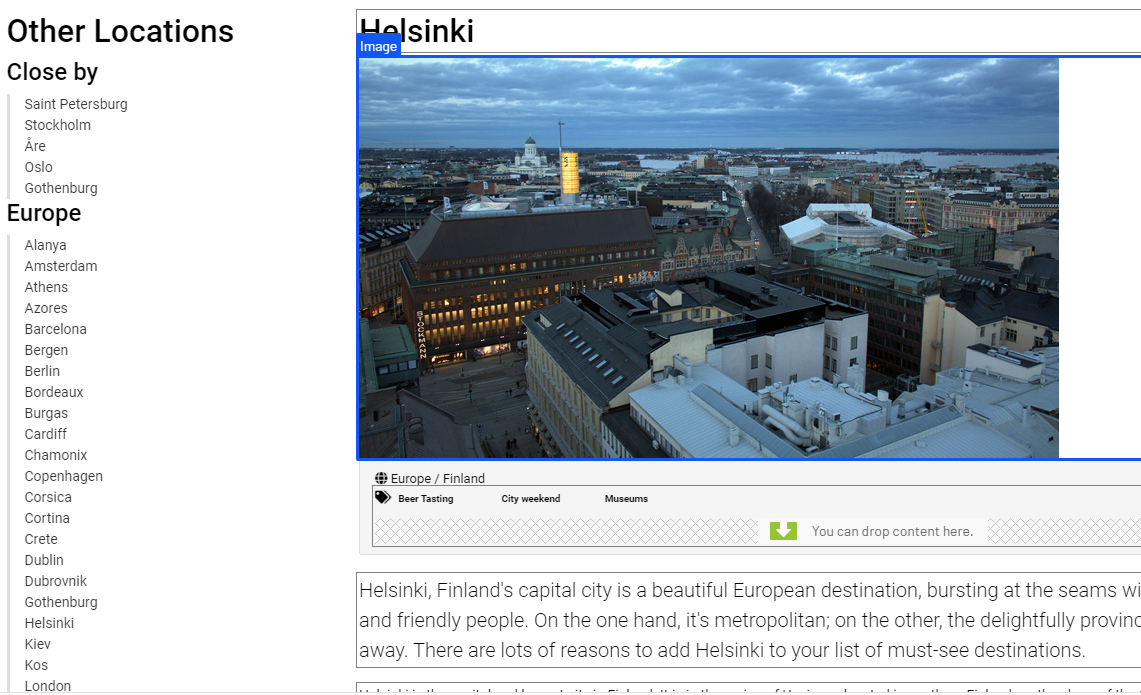 Other Locations
Close by
Saint Petersburg
Stockholm
Åre
Oslo
Gothenburg
Europe
Alanya
Amsterdam
Athens
Azores
Barcelona
Bergen
Berlin
Bordeaux
Burgas
Cardiff
Chamonix
Copenhagen
Corsica
Cortina
Crete
Dublin
Dubrovnik
Gothenburg
Helsinki
Kiev
Kos
London
Helsinki
Image
STOCKMANN
Europe / Finland
Beer Tasting City weekend Museums
You can drop content here.
Helsinki, Finland's capital city is a beautiful European destination, bursting at the seams wi
and friendly people. On the one hand, it's metropolitan; on the other, the delightfully provinc
away. There are lots of reasons to add Helsinki to your list of must-see destinations.